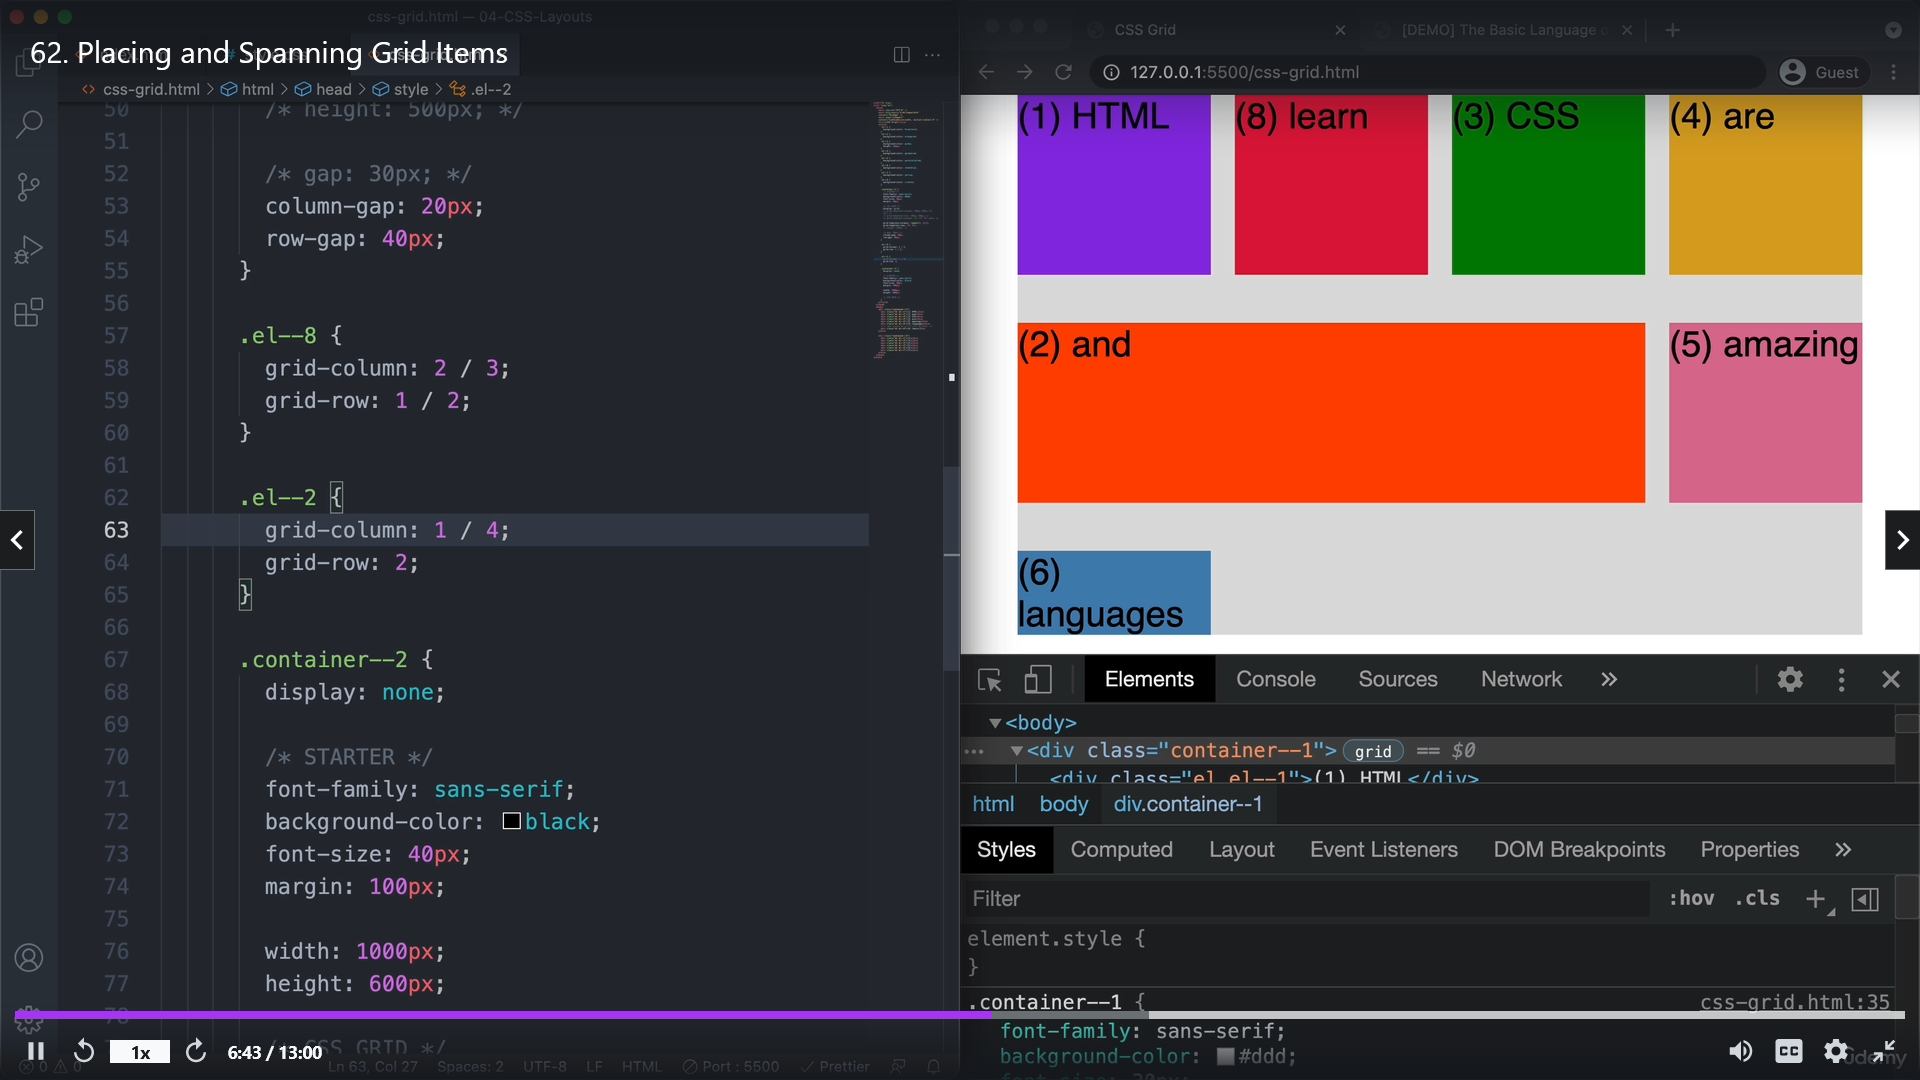 css-grid.html — 04-CSS-Layouts
62. Placing and Spanning Grid Items
css-grid.html > html > head > style > .el--2
50 /* height: 500px; */
51
52 /* gap: 30px; */
53 column-gap: 20px;
54 row-gap: 40px;
55 }
56
57 .el--8 {
58 grid-column: 2 / 3;
59 grid-row: 1 / 2;
60 }
61
62 .el--2 {
63 grid-column: 1 / 4;
64 grid-row: 2;
65 }
66
67 .container--2 {
68 display: none;
69
70 /* STARTER */
71 font-family: sans-serif;
72 background-color: black;
73 font-size: 40px;
74 margin: 100px;
75
76 width: 1000px;
77 height: 600px;
78
/* CSS GRID */
1x
6:43 / 13:00
Ln 63, Col 27 Spaces: 2 UTF-8 LF HTML Port : 5500 Prettier
CSS Grid
[DEMO] The Basic Language o
127.0.0.1:5500/css-grid.html
Guest
(1) HTML
(8) learn
(3) CSS
(4) are
(2) and
(5) amazing
(6)
languages
Elements Console Sources Network »
<body>
<div class="container--1"> grid == $0
<div class="el el--1">(1) HTML</div>
html body div.container--1
Styles Computed Layout Event Listeners DOM Breakpoints Properties »
Filter :hov .cls +
element.style {
}
.container--1 { css-grid.html:35
font-family: sans-serif;
background-color: #ddd;
font-size: 30px;
CC
Udemy